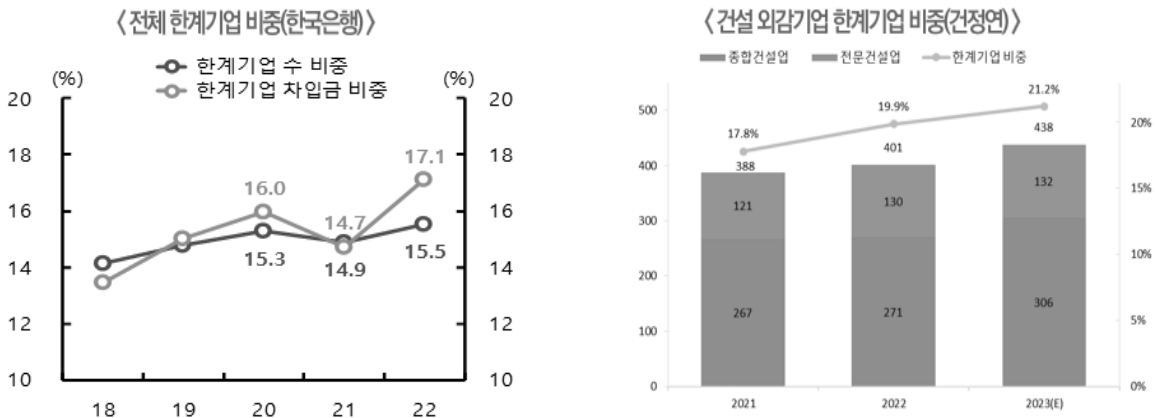 < 전체 한계기업 비중(한국은행) >
한계기업 수 비중
한계기업 차입금 비중
(%)
(%)
20
18
16
14
12
10
20
18
16
14
12
10
17.1
16.0
14.7
15.3
14.9
15.5
18 19 20 21 22
< 건설 외감기업 한계기업 비중(건정연) >
종합건설업 전문건설업 한계기업 비중
500
400
300
200
100
0
20%
15%
10%
5%
0%
17.8% 19.9% 21.2%
388 401 438
121 130 132
267 271 306
2021 2022 2023(E)